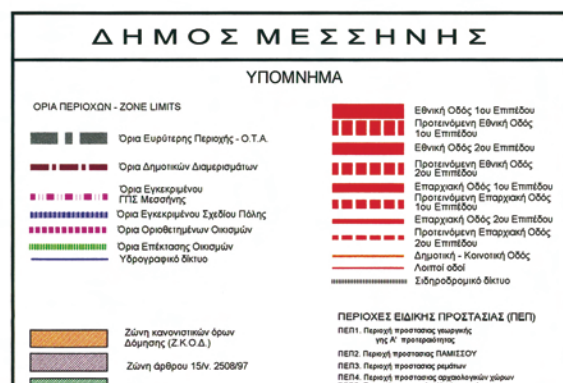 ΔΗΜΟΣ ΜΕΣΣΗΝΗΣ
ΥΠΟΜΝΗΜΑ
ΟΡΙΑ ΠΕΡΙΟΧΩΝ - ZONE LIMITS
Όρια Ευρύτερης Περιοχής - Ο.Τ.Α.
Όρια Δημοτικών Διαμερισμάτων
Όρια Εγκεκριμένου
ΓΠΣ Μεσσήνης
Όρια Εγκεκριμένου Σχεδίου Πόλης
Όρια Οριοθετημένων Οικισμών
Όρια Επέκτασης Οικισμών
Υδρογραφικό δίκτυο
Ζώνη κανονιστικών όρων
Δόμησης (Ζ.Κ.Ο.Δ.)
Ζώνη άρθρου 15/ν. 2508/97
Εθνική Οδός 1ου Επιπέδου
Προτεινόμενη Εθνική Οδός
1ου Επιπέδου
Εθνική Οδός 2ου Επιπέδου
Προτεινόμενη Εθνική Οδός
2ου Επιπέδου
Επαρχιακή Οδός 1ου Επιπέδου
Προτεινόμενη Επαρχιακή Οδός
1ου Επιπέδου
Επαρχιακή Οδός 2ου Επιπέδου
Προτεινόμενη Επαρχιακή Οδός
2ου Επιπέδου
Δημοτική - Κοινοτική Οδός
Λοιποί οδοί
Σιδηροδρομικό δίκτυο
ΠΕΡΙΟΧΕΣ ΕΙΔΙΚΗΣ ΠΡΟΣΤΑΣΙΑΣ (ΠΕΠ)
ΠΕΠ1. Περιοχή προστασίας γεωργικής
γης Α' προτεραιότητας
ΠΕΠ2. Περιοχή προστασίας ΠΑΜΙΣΣΟΥ
ΠΕΠ3. Περιοχή προστασίας ρεμάτων
ΠΕΠ4. Περιοχή προστασίας αρχαιολογικών χώρων